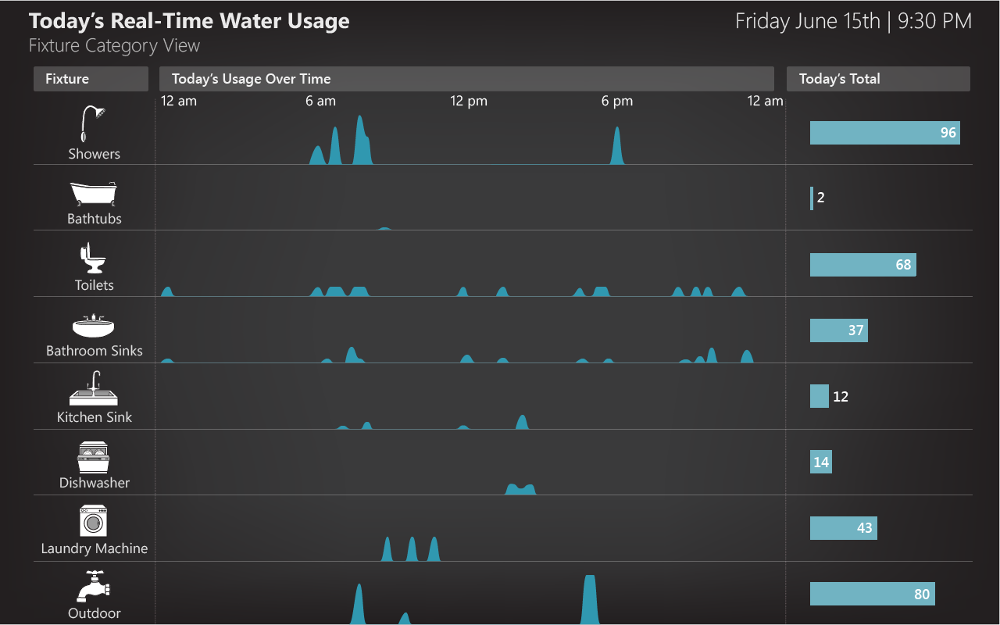 Today's Real-Time Water Usage
Friday June 15th | 9:30 PM
Fixture Category View
Fixture
Today's Usage Over Time
Today's Total
12 am 6 am 12 pm 6 pm 12 am
Showers
96
Bathtubs
2
Toilets
68
Bathroom Sinks
37
Kitchen Sink
12
Dishwasher
14
Laundry Machine
43
Outdoor
80